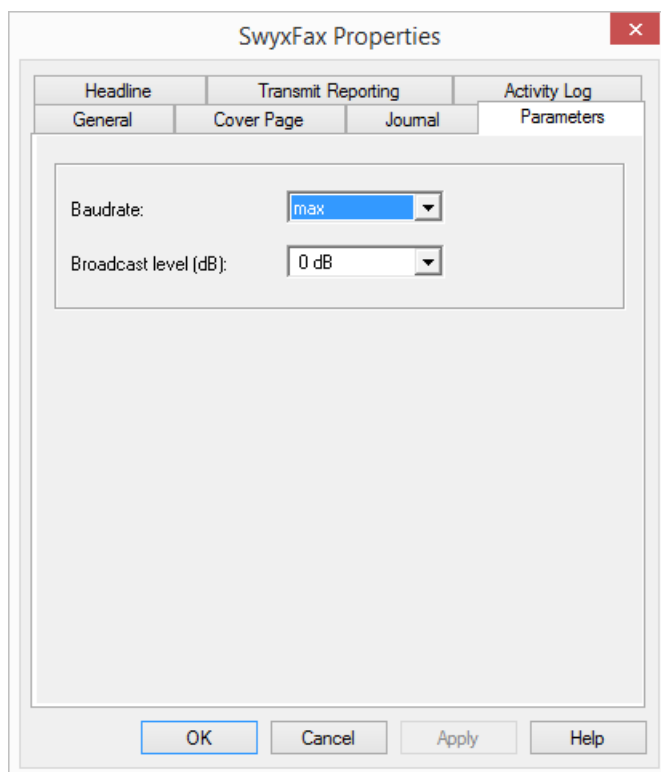 SwyxFax Properties
Headline Transmit Reporting Activity Log
General Cover Page Journal Parameters
Baudrate: max
Broadcast level (dB): 0 dB
OK Cancel Apply Help